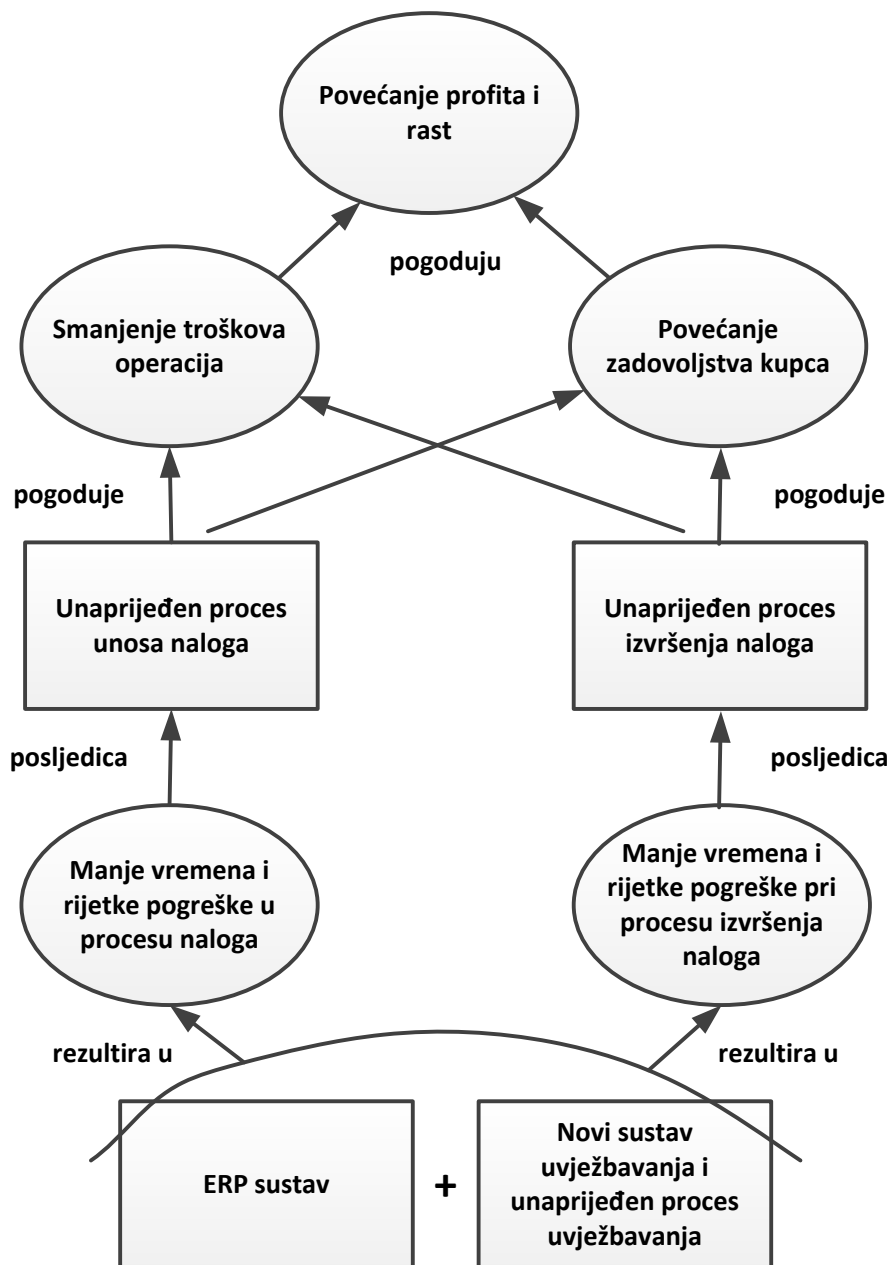 Povećanje profita i
rast
pogoduju
Smanjenje troškova
operacija
Povećanje
zadovoljstva kupca
pogoduje
pogoduje
Unaprijeđen proces
unosa naloga
Unaprijeđen proces
izvršenja naloga
posljedica
posljedica
Manje vremena i
rijetke pogreške u
procesu naloga
Manje vremena i
rijetke pogreške pri
procesu izvršenja
naloga
rezultira u
rezultira u
ERP sustav
+
Novi sustav
uvježbavanja i
unaprijeđen proces
uvježbavanja